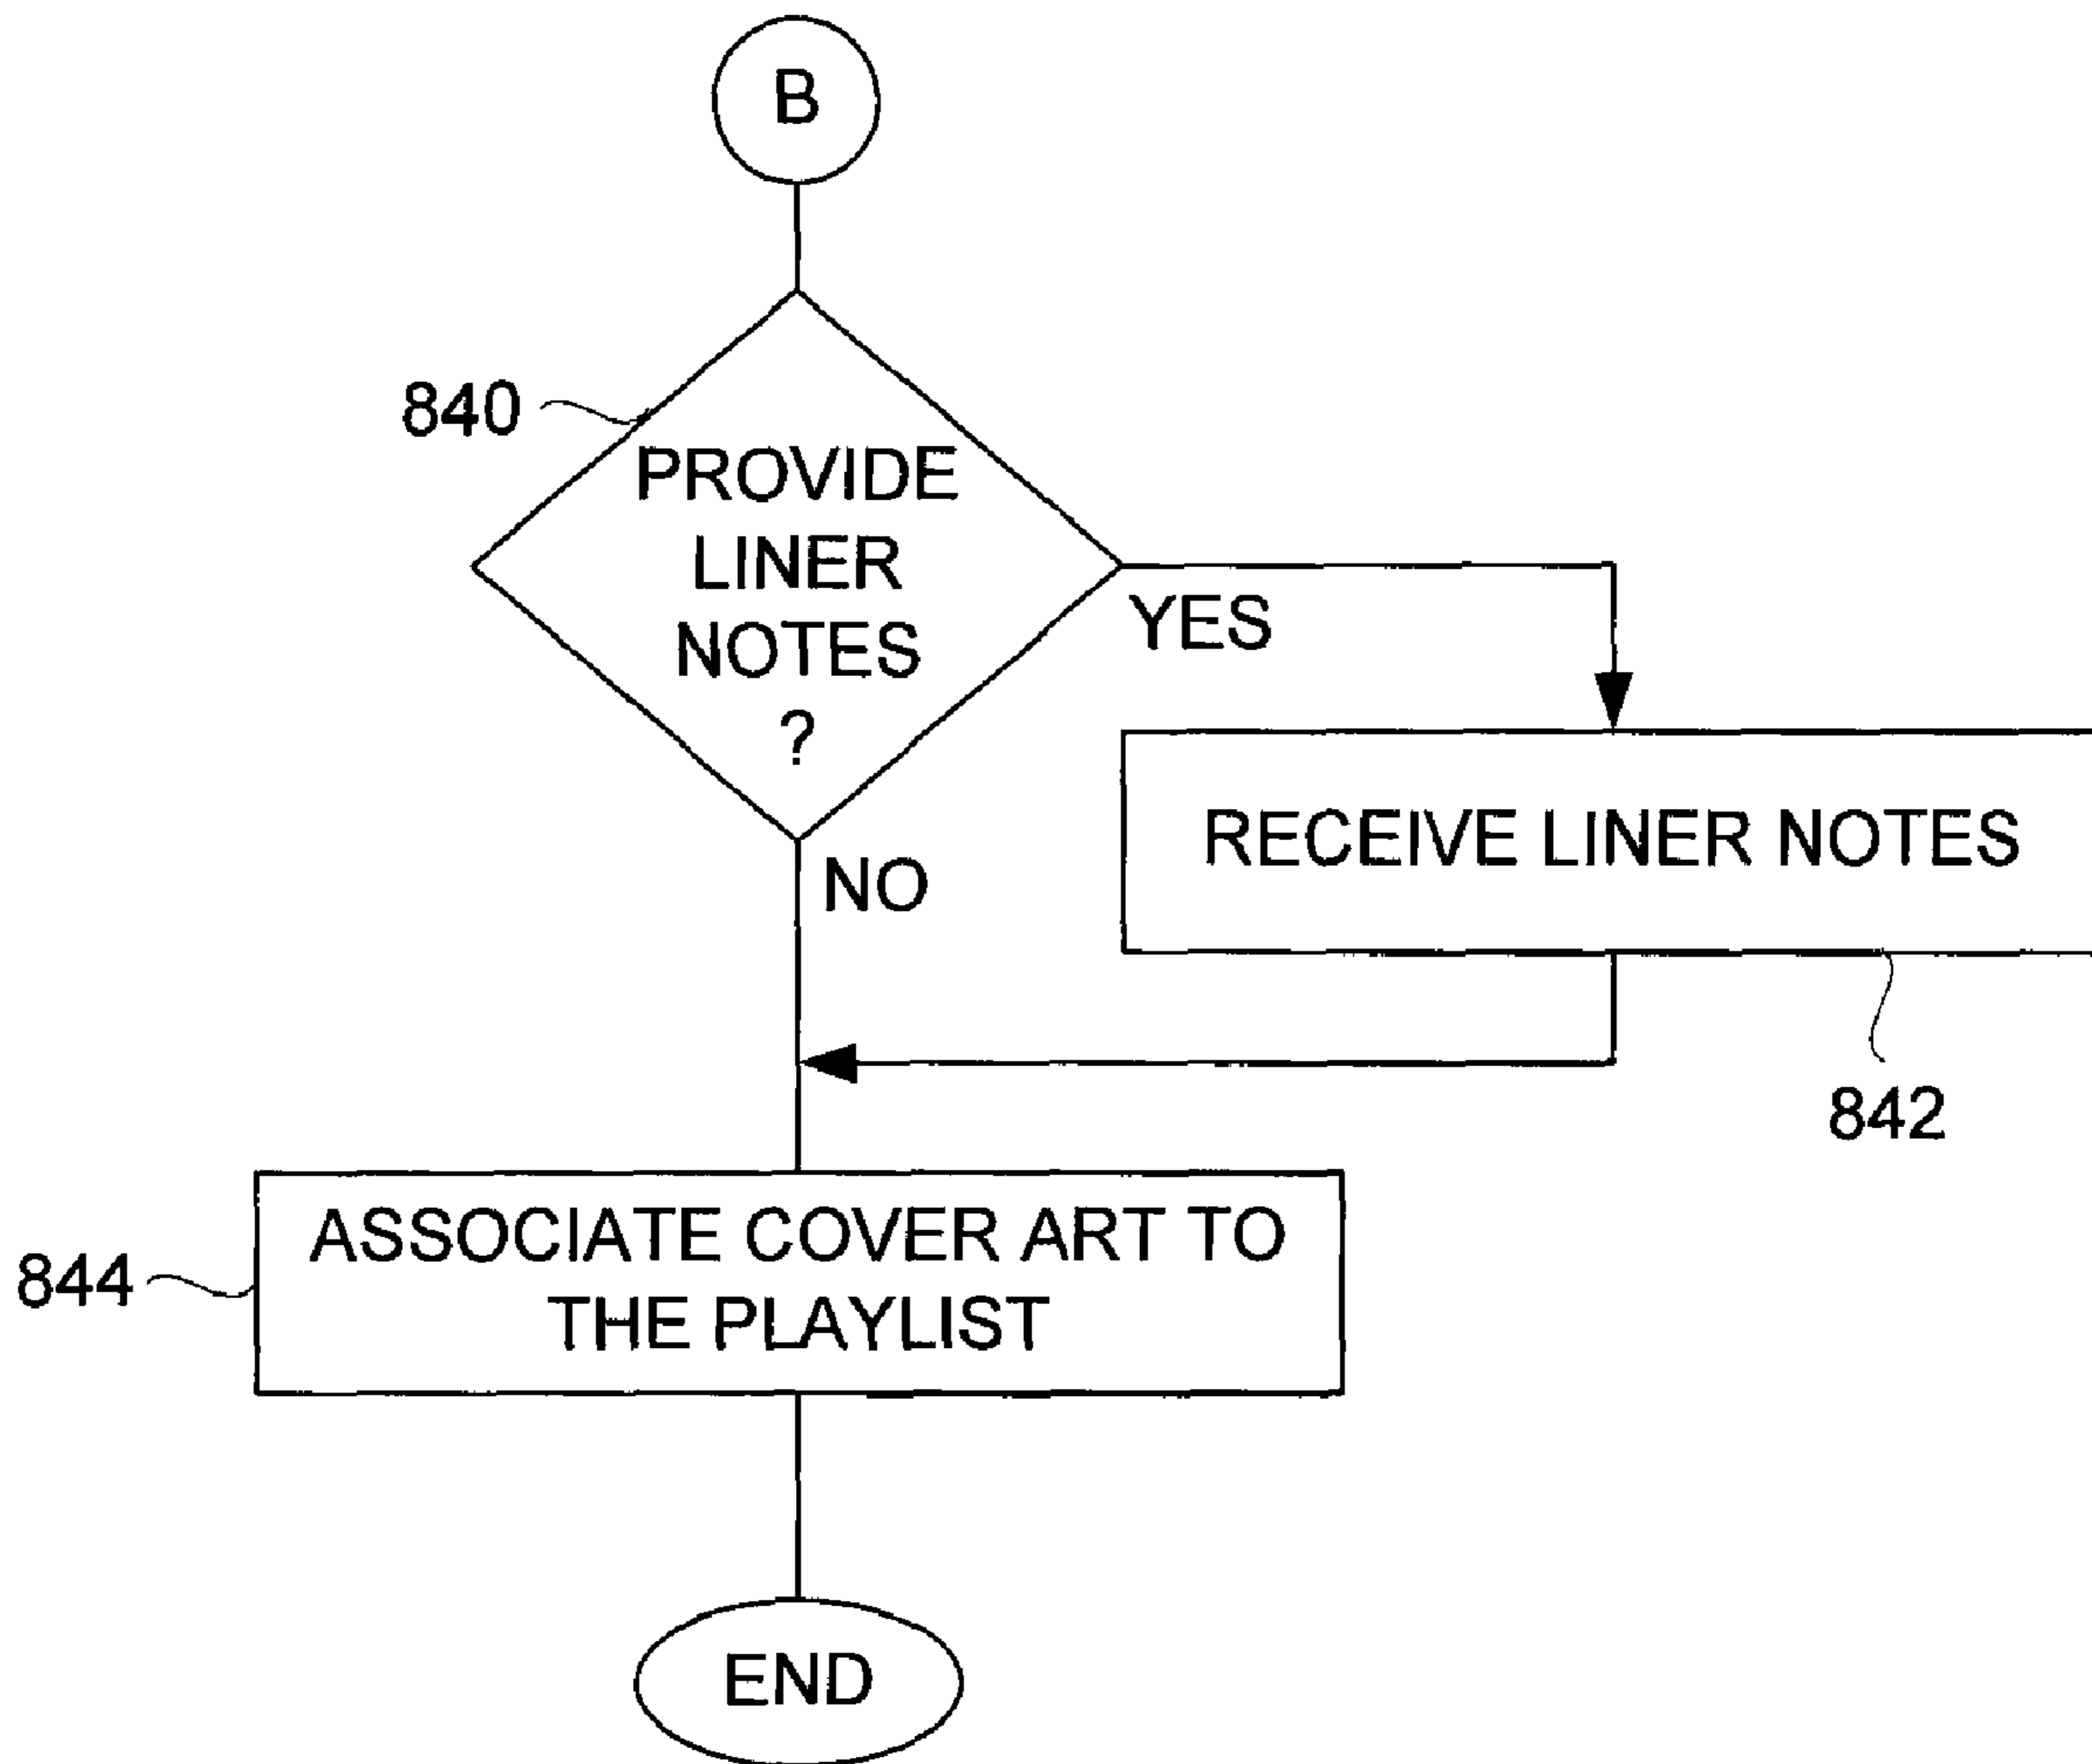 B
840
PROVIDE
LINER
NOTES
?
YES
RECEIVE LINER NOTES
NO
842
844
ASSOCIATE COVER ART TO
THE PLAYLIST
END